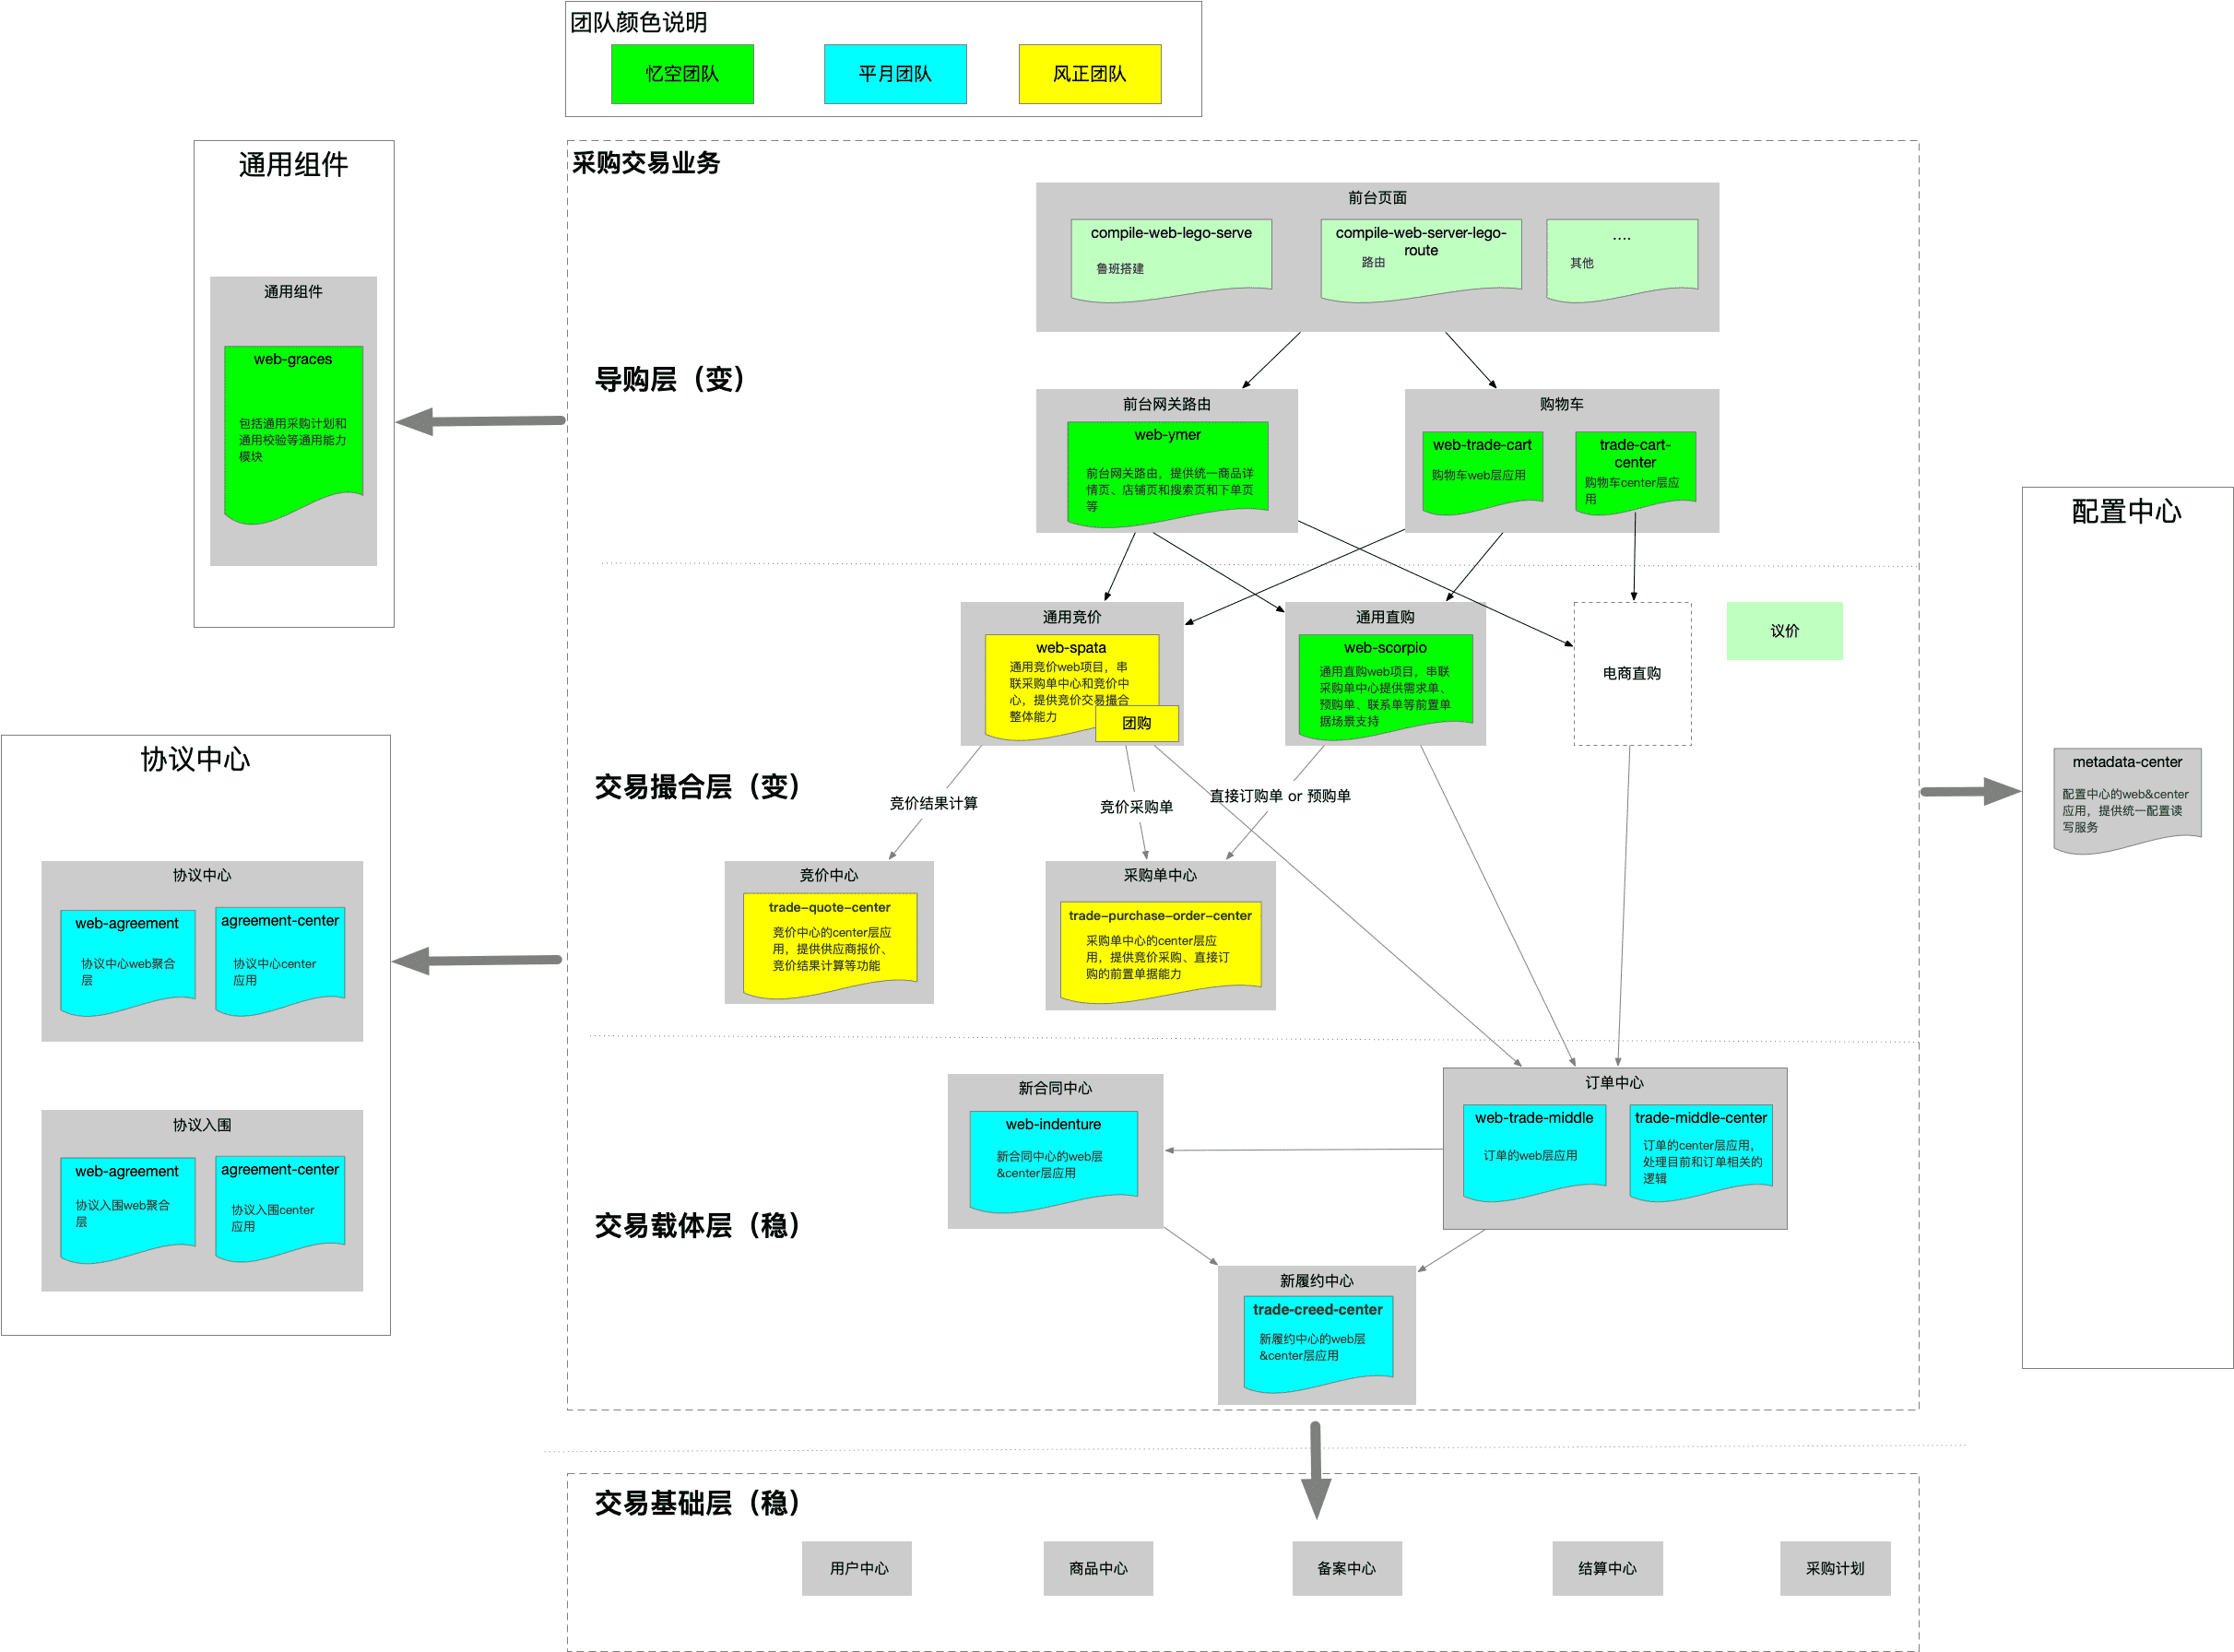 团队颜色说明
忆空团队
平月团队
风正团队
通用组件
通用组件
web-graces
包括通用采购计划和
通用校验等通用能力
模块
采购交易业务
前台页面
compile-web-lego-serve
鲁班搭建
compile-web-server-lego-
route
路由
....
其他
导购层（变）
前台网关路由
web-ymer
前台网关路由，提供统一商品详
情页、店铺页和搜索页和下单页
等
购物车
web-trade-cart
购物车web层应用
trade-cart-
center
购物车center层应
用
通用竞价
web-spata
通用竞价web项目，串
联采购单中心和竞价中
心，提供竞价交易撮合
整体能力
团购
通用直购
web-scorpio
通用直购web项目，串联
采购单中心提供需求单、
预购单、联系单等前置单
据场景支持
电商直购
议价
交易撮合层（变）
竞价结果计算
竞价采购单
直接订购单 or 预购单
竞价中心
trade-quote-center
竞价中心的center层应
用，提供供应商报价、
竞价结果计算等功能
采购单中心
trade-purchase-order-center
采购单中心的center层应
用，提供竞价采购、直接订
购的前置单据能力
配置中心
metadata-center
配置中心的web&center
应用，提供统一配置读
写服务
协议中心
协议中心
web-agreement
协议中心web聚合
层
agreement-center
协议中心center
应用
协议入围
web-agreement
协议入围web聚合
层
agreement-center
协议入围center
应用
交易载体层（稳）
新合同中心
web-indenture
新合同中心的web层
&center层应用
订单中心
web-trade-middle
订单的web层应用
trade-middle-center
订单的center层应用，
处理目前和订单相关的
逻辑
新履约中心
trade-creed-center
新履约中心的web层
&center层应用
交易基础层（稳）
用户中心
商品中心
备案中心
结算中心
采购计划